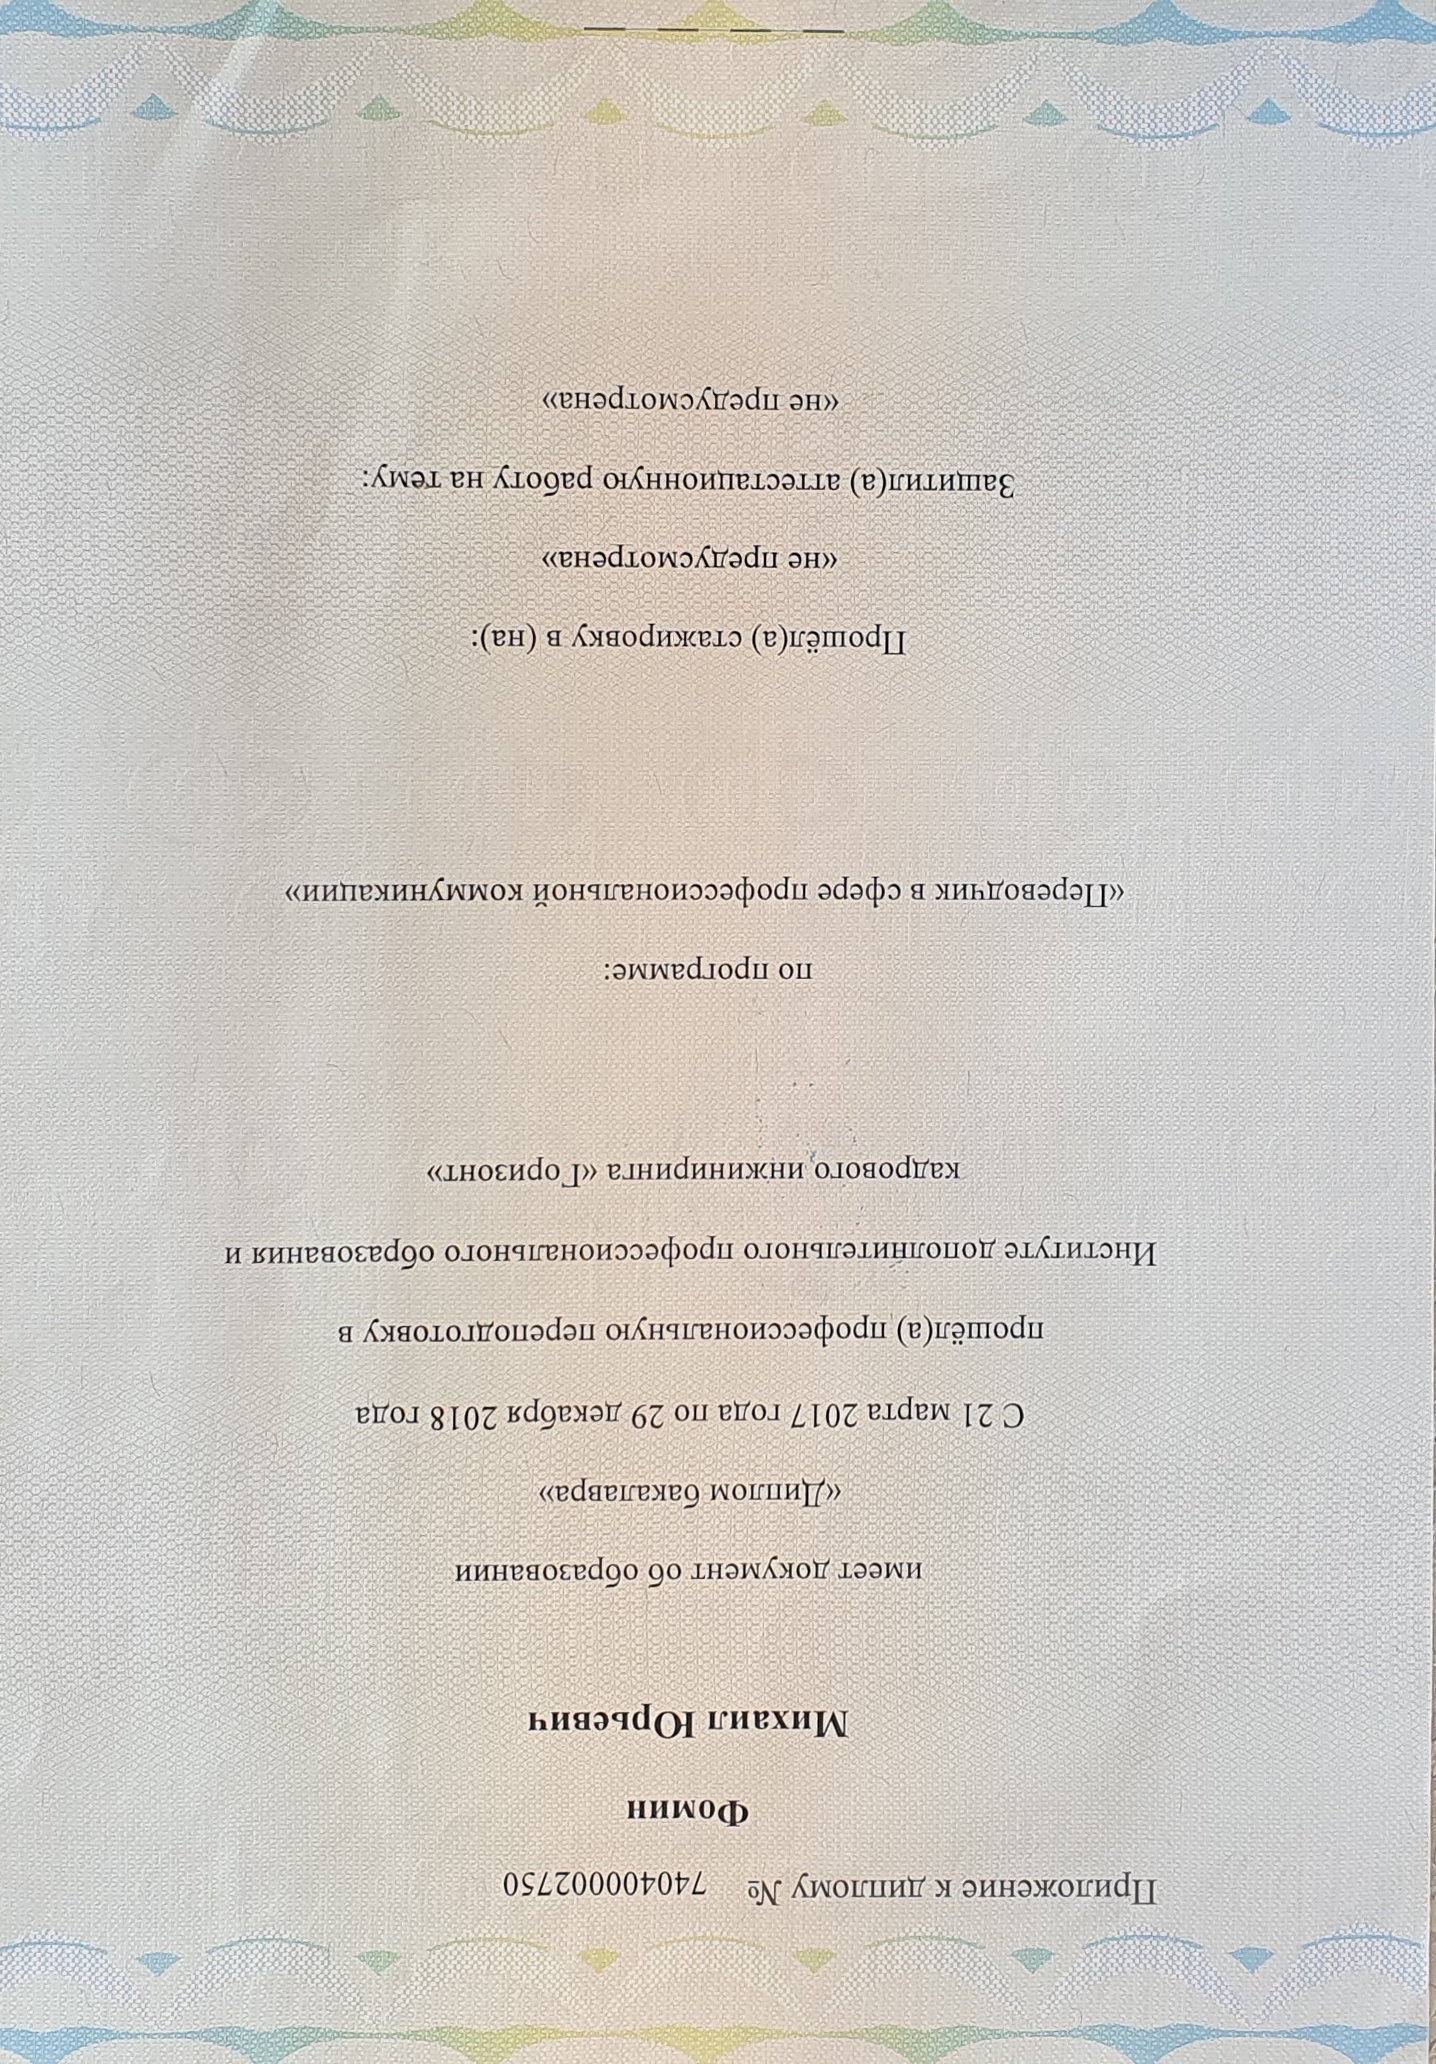 Приложение к диплому № 740400002750
Фомин
Михаил Юрьевич
имеет документ об образовании
«Диплом бакалавра»
С 21 марта 2017 года по 29 декабря 2018 года
прошёл(а) профессиональную переподготовку в
Институте дополнительного профессионального образования и
кадрового инжиниринга «Горизонт»
по программе:
«Переводчик в сфере профессиональной коммуникации»
Прошёл(а) стажировку в (на):
«не предусмотрена»
Защитил(а) аттестационную работу на тему:
«не предусмотрена»